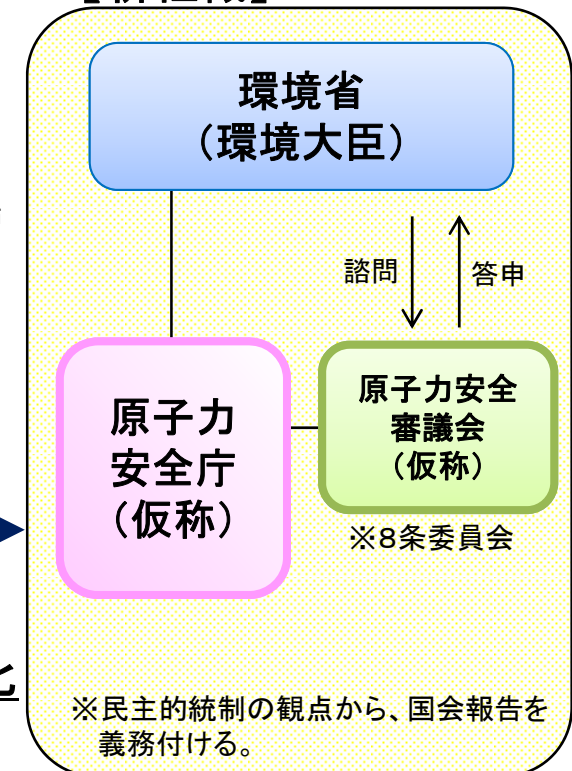 環境省
（環境大臣）
諮問
答申
原子力
安全庁
（仮称）
原子力安全
審議会
（仮称）
※8条委員会
※民主的統制の観点から、国会報告を
義務付ける。